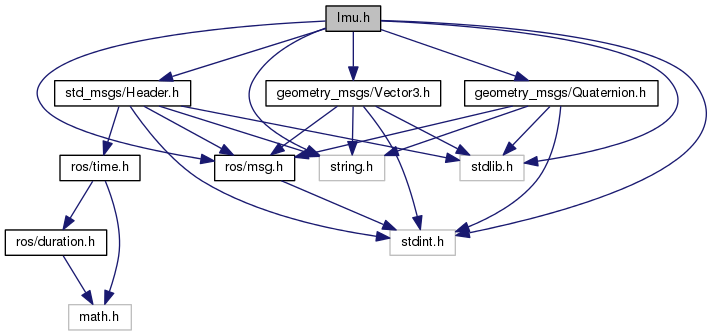 Imu.h
std_msgs/Header.h
geometry_msgs/Vector3.h
geometry_msgs/Quaternion.h
ros/time.h
ros/msg.h
string.h
stdlib.h
ros/duration.h
stdint.h
math.h